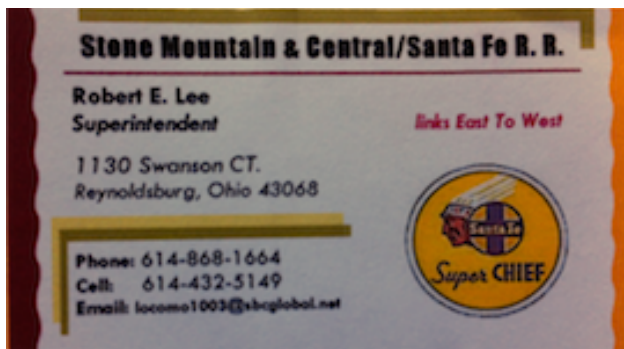 Stone Mountain & Central/Santa Fe R. R.
Robert E. Lee
Superintendent
links East To West
1130 Swanson CT.
Reynoldsburg, Ohio 43068
Phone: 614-868-1664
Cell: 614-432-5149
Email: locomo1003@sbcglobal.net
Santa Fe
Super CHIEF